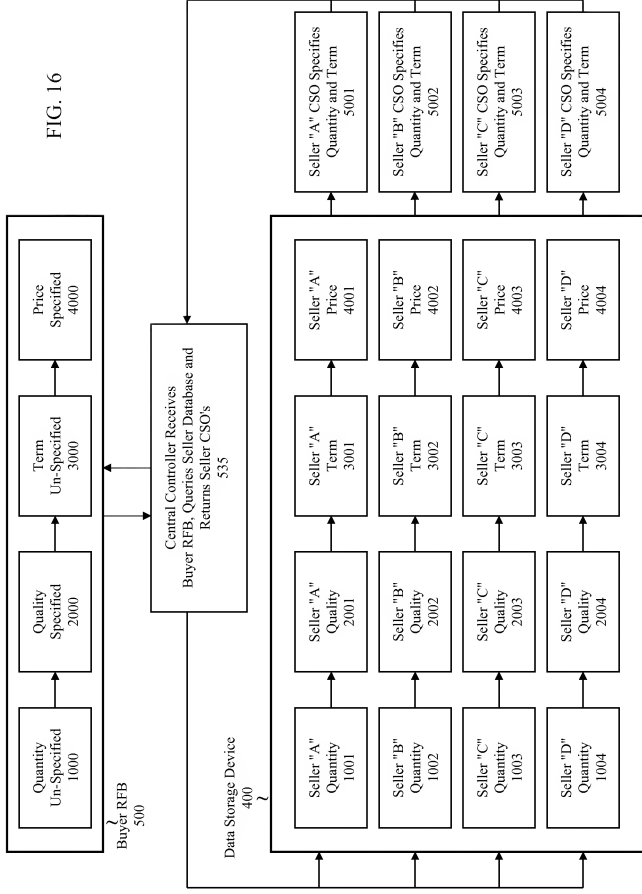 FIG. 16
Quantity
Un-Specified
1000
Quality
Specified
2000
Term
Un-Specified
3000
Price
Specified
4000
Buyer RFB
500
Central Controller Receives
Buyer RFB, Queries Seller Database and
Returns Seller CSO's
535
Data Storage Device
400
Seller "A"
Quantity
1001
Seller "A"
Quality
2001
Seller "A"
Term
3001
Seller "A"
Price
4001
Seller "A" CSO Specifies
Quantity and Term
5001
Seller "B"
Quantity
1002
Seller "B"
Quality
2002
Seller "B"
Term
3002
Seller "B"
Price
4002
Seller "B" CSO Specifies
Quantity and Term
5002
Seller "C"
Quantity
1003
Seller "C"
Quality
2003
Seller "C"
Term
3003
Seller "C"
Price
4003
Seller "C" CSO Specifies
Quantity and Term
5003
Seller "D"
Quantity
1004
Seller "D"
Quality
2004
Seller "D"
Term
3004
Seller "D"
Price
4004
Seller "D" CSO Specifies
Quantity and Term
5004